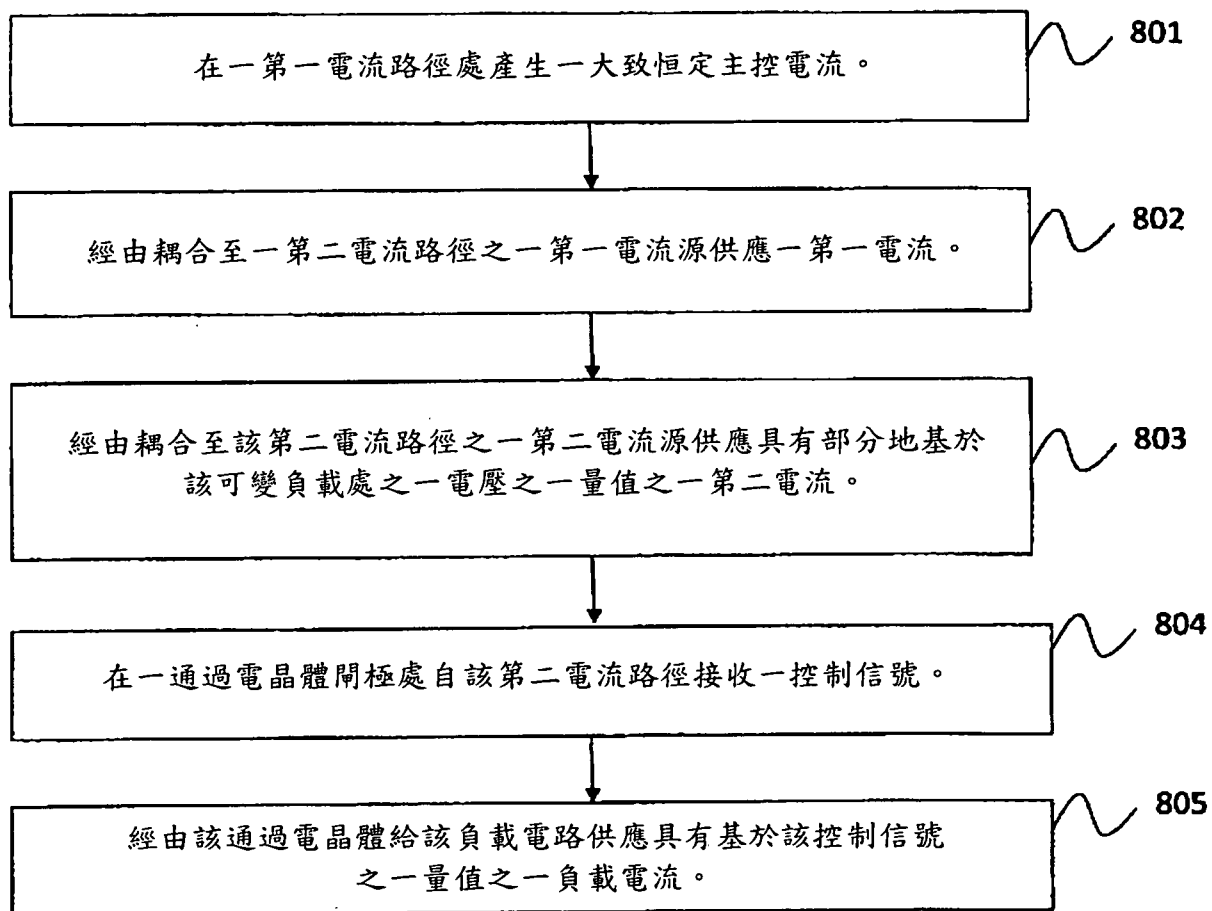 在一第一電流路徑處產生一大致恒定主控電流。
801
經由耦合至一第二電流路徑之一第一電流源供應一第一電流。
802
經由耦合至該第二電流路徑之一第二電流源供應具有部分地基於
該可變負載處之一電壓之一量值之一第二電流。
803
在一通過電晶體閘極處自該第二電流路徑接收一控制信號。
804
經由該通過電晶體給該負載電路供應具有基於該控制信號
之一量值之一負載電流。
805